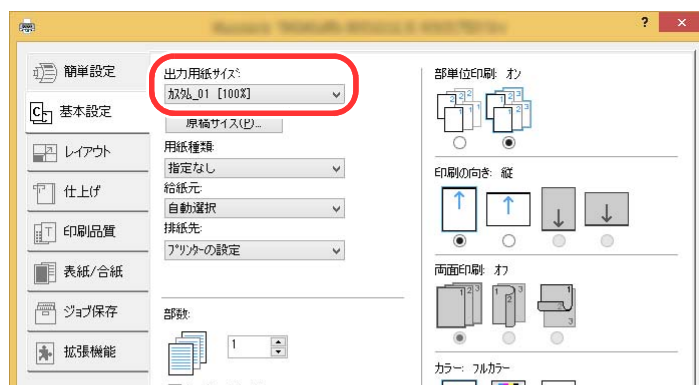 ? ×
簡単設定
基本設定
レイアウト
仕上げ
印刷品質
表紙/合紙
ジョブ保存
拡張機能
出力用紙サイズ:
カスタム_01 [100%]
原稿サイズ(P)...
用紙種類:
指定なし
給紙元:
自動選択
排紙先:
プリンターの設定
部数:
1
部単位印刷: オン
印刷の向き: 縦
両面印刷: オフ
カラー: フルカラー